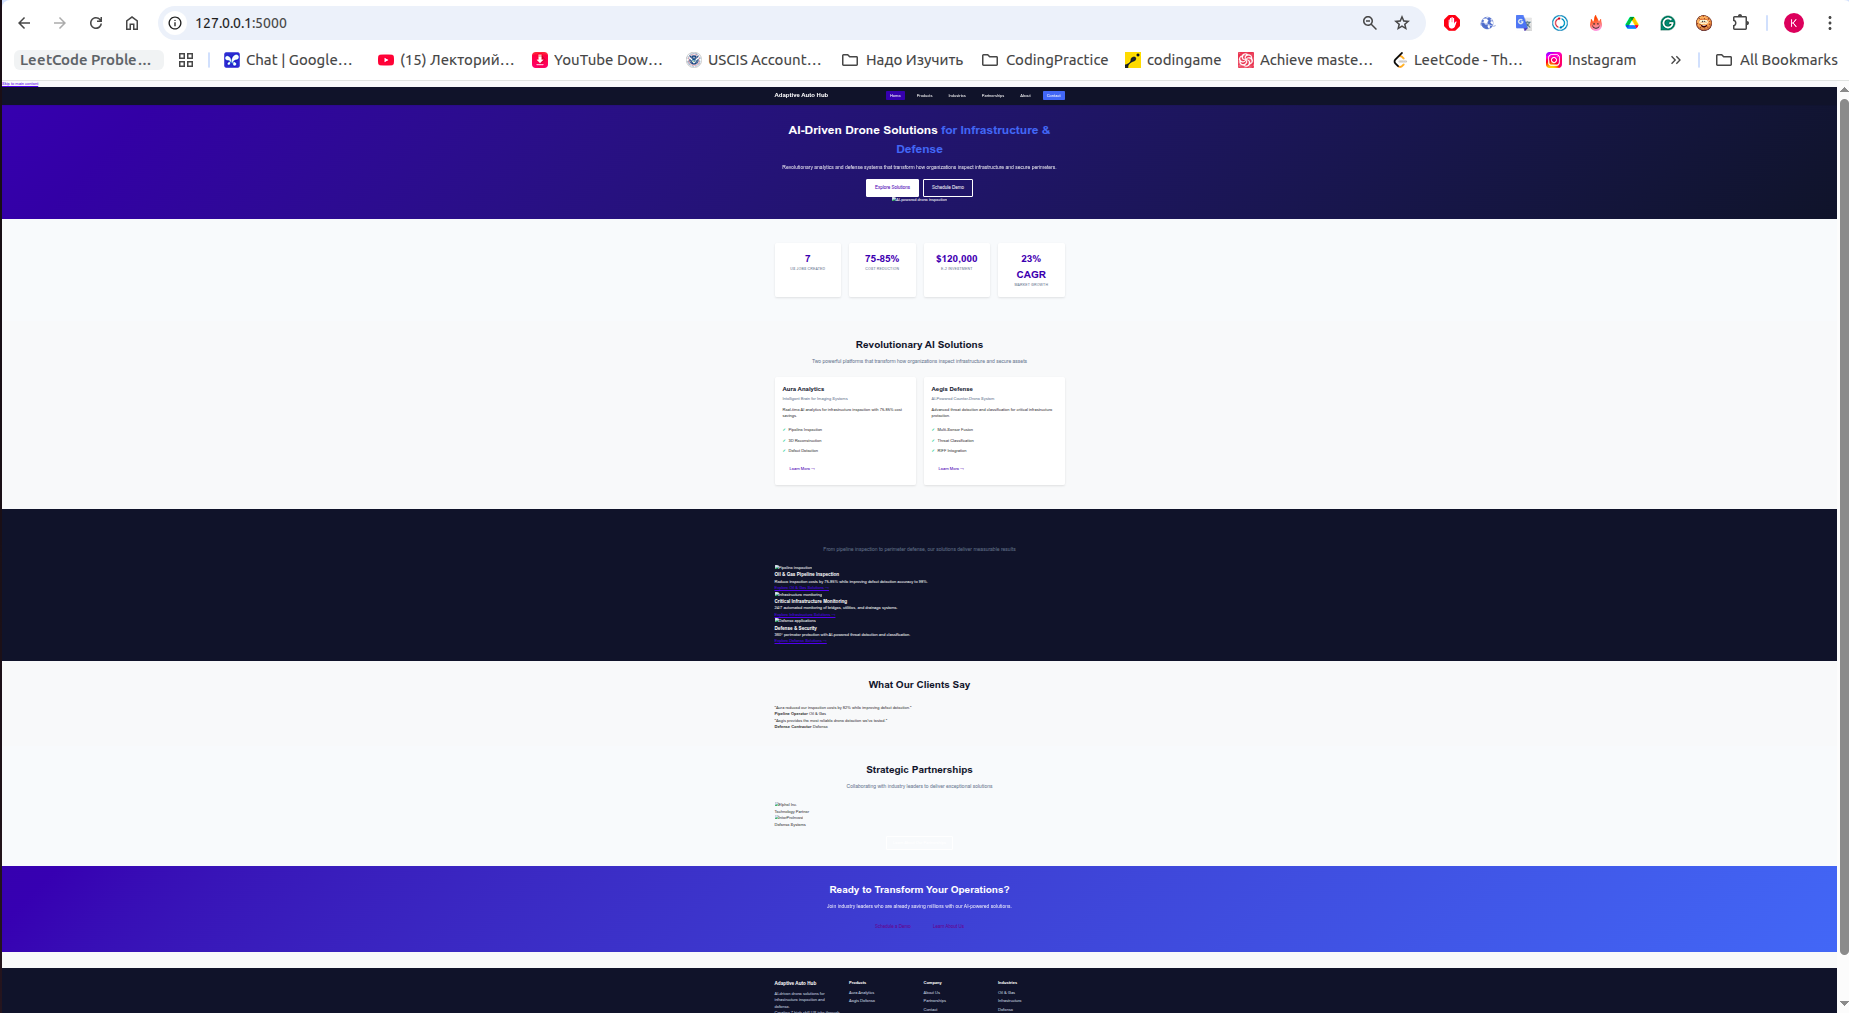 127.0.0.1:5000
K
LeetCode Proble...
Chat | Google...
(15) Лекторий...
YouTube Dow...
USCIS Account...
Надо Изучить
CodingPractice
codingame
Achieve maste...
LeetCode - Th...
Instagram
»
All Bookmarks
Skip to main content
Adaptive Auto Hub
Home
Products
Industries
Partnerships
About
Contact
AI-Driven Drone Solutions for Infrastructure &
Defense
Revolutionary analytics and defense systems that transform how organizations inspect infrastructure and secure perimeters.
Explore Solutions
Schedule Demo
AI-powered drone inspection
7
US JOBS CREATED
75-85%
COST REDUCTION
$120,000
R.J INVESTMENT
23%
CAGR
MARKET GROWTH
Revolutionary AI Solutions
Two powerful platforms that transform how organizations inspect infrastructure and secure assets.
Aura Analytics
Intelligent Brain for Imaging Systems
Real-time AI analytics for infrastructure inspection with 75-85% cost
savings.
✓ Pipeline Inspection
✓ 3D Reconstruction
✓ Defect Detection
Learn More →
Aegis Defense
AI-Powered Counter-Drone System
Advanced threat detection and classification for critical infrastructure
protection.
✓ Multi-Sensor Fusion
✓ Threat Classification
✓ RIFF Integration
Learn More →
From pipeline inspection to perimeter defense, our solutions deliver measurable results
Pipeline inspection
Oil & Gas Pipeline Inspection
Reduce inspection costs by 75-85% while improving defect detection accuracy to 98%.
Infrastructure monitoring
Critical Infrastructure Monitoring
24/7 automated monitoring of bridges, utilities, and drainage systems.
Defense applications
Defense & Security
360° perimeter protection with AI-powered threat detection and classification.
What Our Clients Say
"Aura reduced our inspection costs by 82% while improving defect detection."
Pipeline Operator Oil & Gas
"Aegis provides the most reliable drone detection we've tested."
Defense Contractor Defense
Strategic Partnerships
Collaborating with industry leaders to deliver exceptional solutions
Technology Partner
Defense Systems
Ready to Transform Your Operations?
Join industry leaders who are already saving millions with our AI-powered solutions.
Schedule a Demo
Learn About Us
Adaptive Auto Hub
AI-driven drone solutions for
infrastructure inspection and
defense.
Products
Aura Analytics
Aegis Defense
Company
About Us
Partnerships
Contact
Industries
Oil & Gas
Infrastructure
Defense